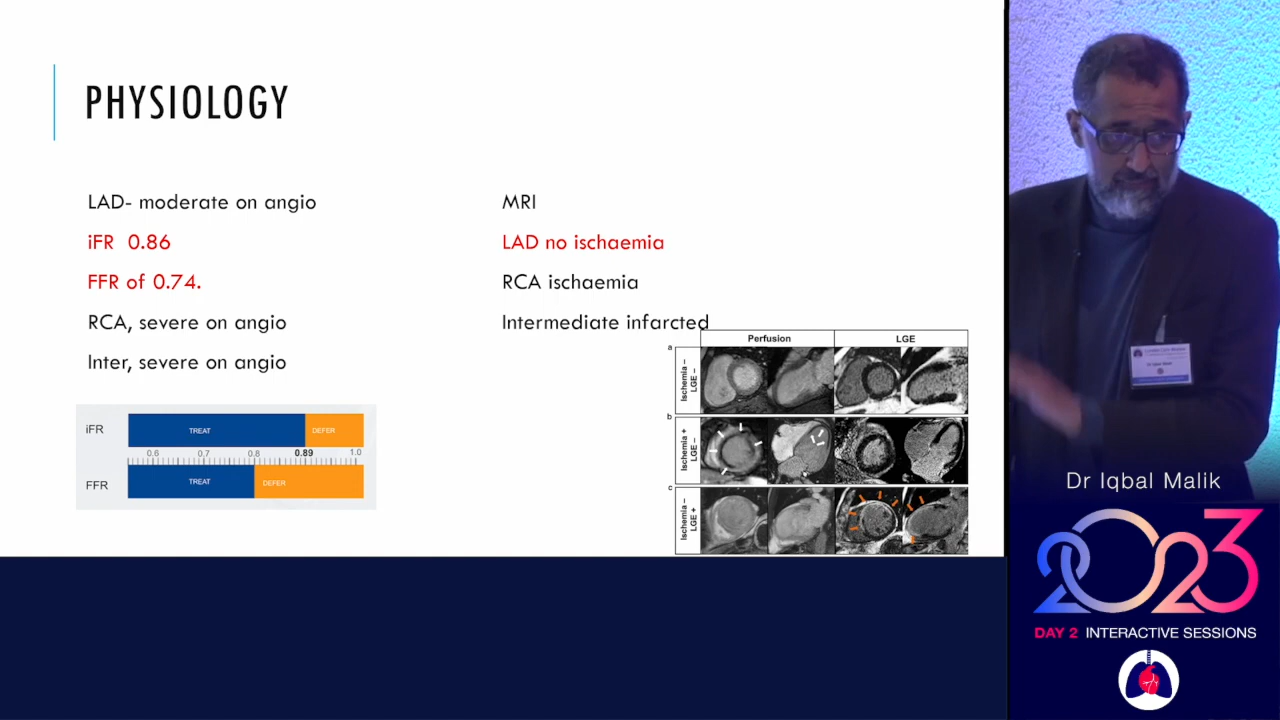 PHYSIOLOGY
LAD- moderate on angio
iFR 0.86
FFR of 0.74.
RCA, severe on angio
Inter, severe on angio
MRI
LAD no ischaemia
RCA ischaemia
Intermediate infarcted
iFR
TREAT
DEFER
0.6 0.7 0.8 0.89 1.0
FFR
TREAT
DEFER
Perfusion LGE
a
Ischemia –
LGE –
b
Ischemia +
LGE –
c
Ischemia –
LGE +
Dr Iqbal Malik
2023
DAY 2 INTERACTIVE SESSIONS